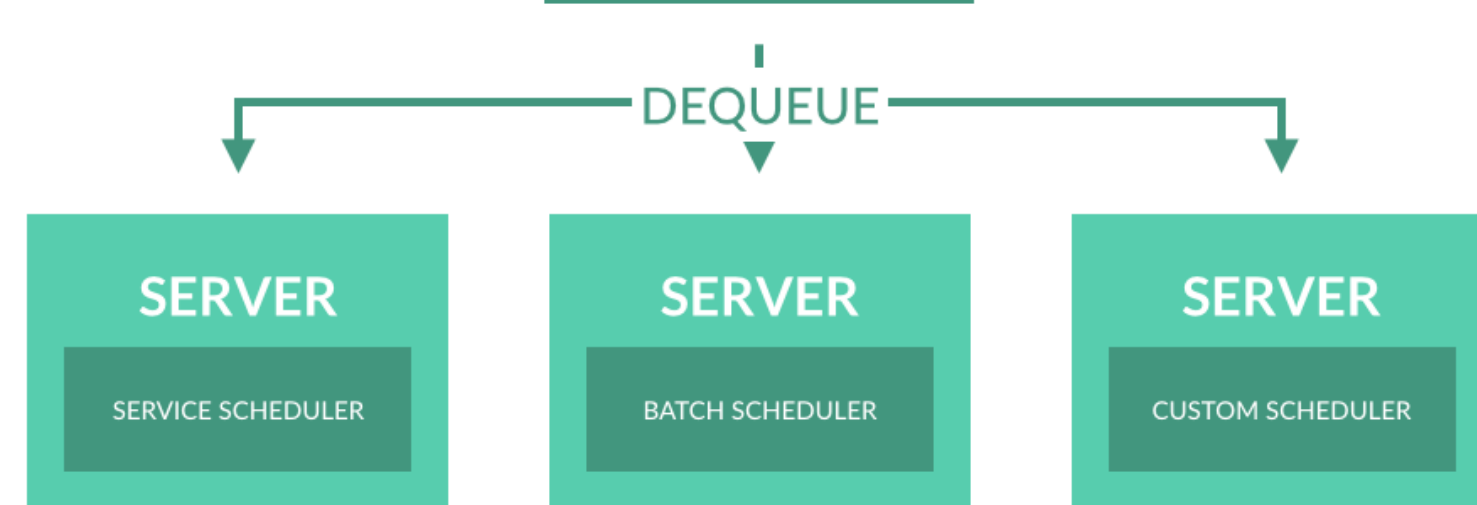 DEQUEUE
SERVER
SERVER
SERVER
SERVICE SCHEDULER
BATCH SCHEDULER
CUSTOM SCHEDULER